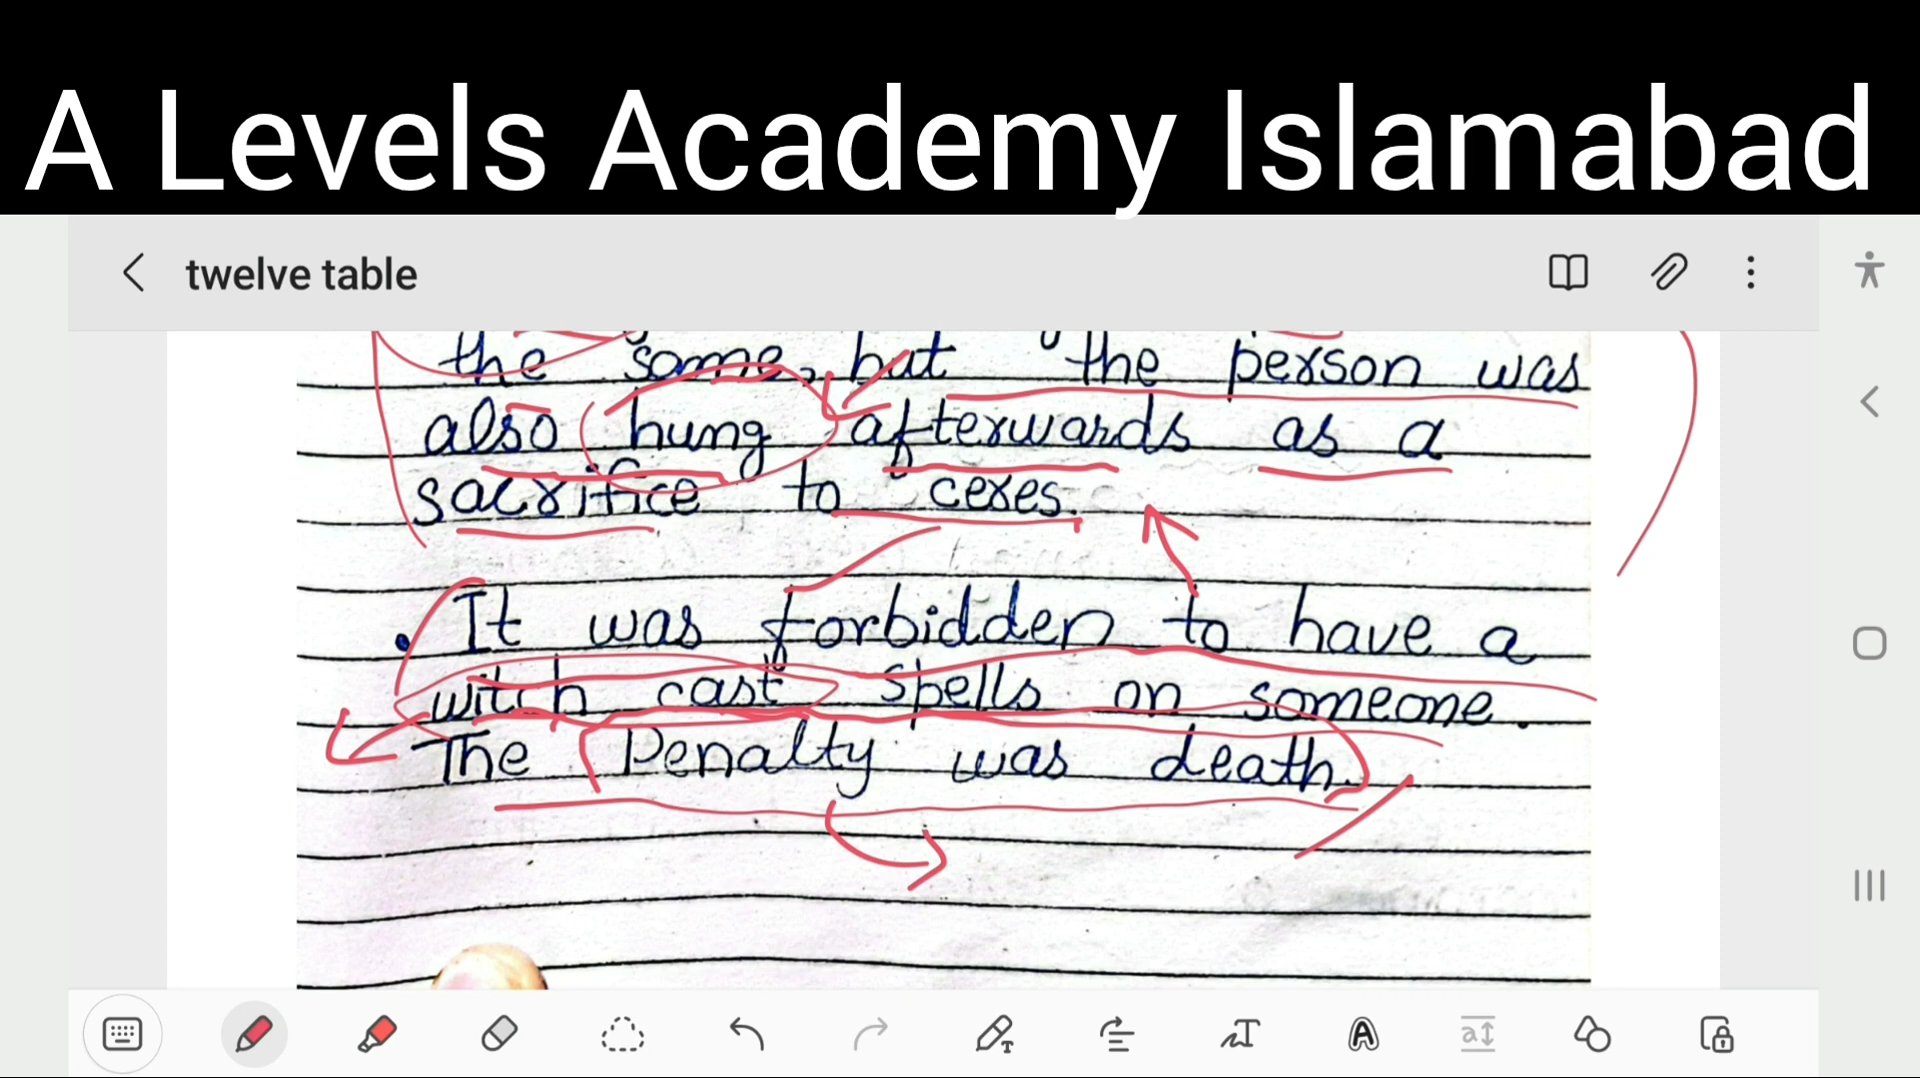 A Levels Academy Islamabad
twelve table
the same, but the person was
also hung afterwards as a
sacrifice to ceres.
• It was forbidden to have a
witch cast spells on someone.
The Penalty was death.